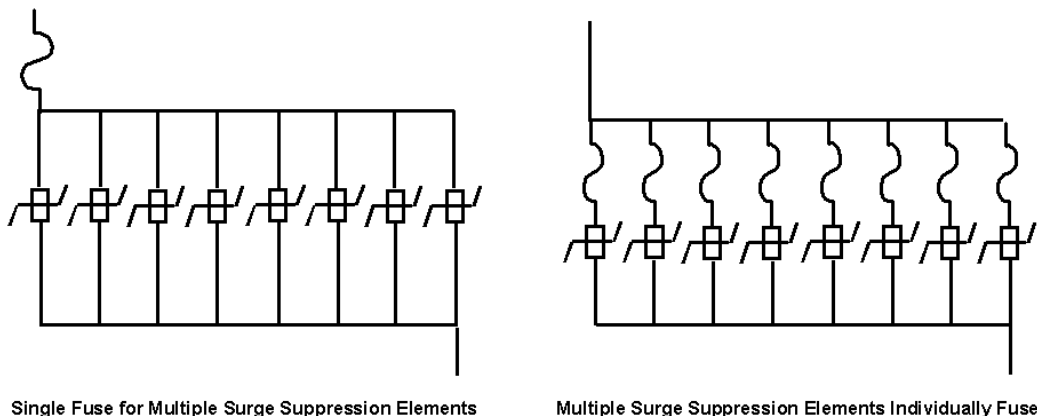 Single Fuse for Multiple Surge Suppression Elements
Multiple Surge Suppression Elements Individually Fuse